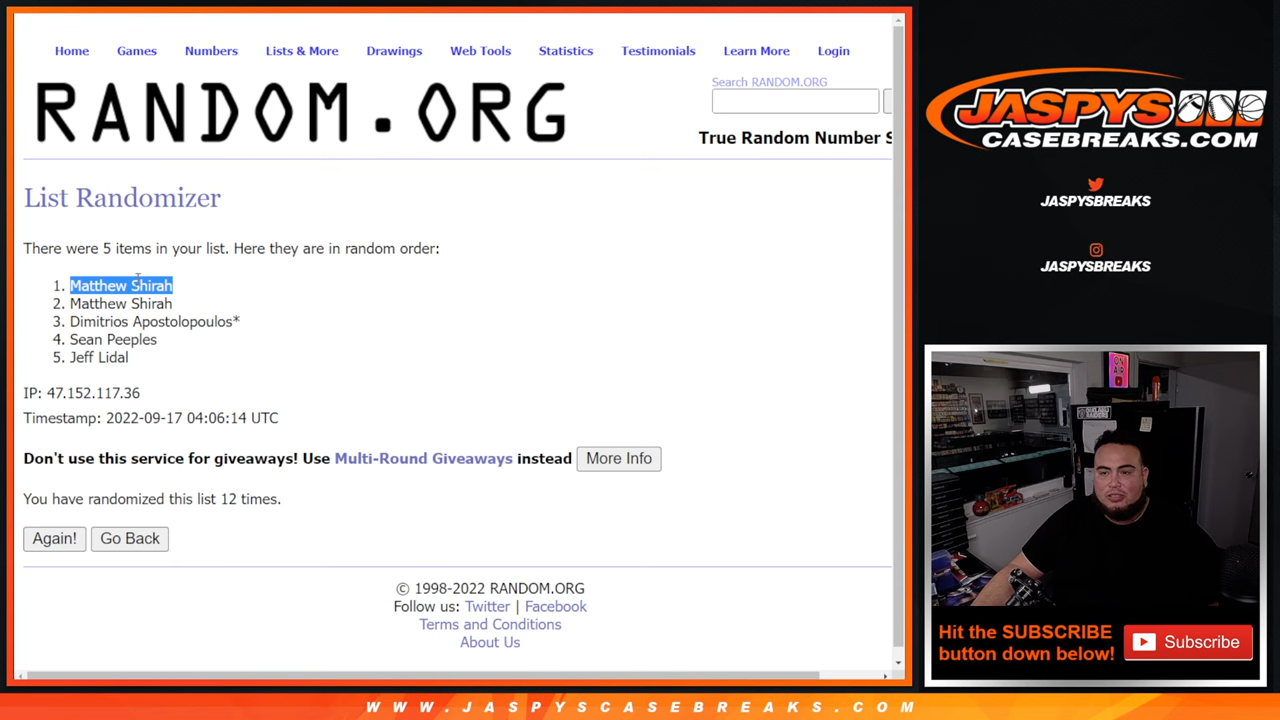 Home Games Numbers Lists & More Drawings Web Tools Statistics Testimonials Learn More Login
Search RANDOM.ORG
RANDOM.ORG
True Random Number S
List Randomizer
There were 5 items in your list. Here they are in random order:
1. Matthew Shirah
2. Matthew Shirah
3. Dimitrios Apostolopoulos*
4. Sean Peeples
5. Jeff Lidal
IP: 47.152.117.36
Timestamp: 2022-09-17 04:06:14 UTC
Don't use this service for giveaways! Use Multi-Round Giveaways instead More Info
You have randomized this list 12 times.
Again! Go Back
© 1998-2022 RANDOM.ORG
Follow us: Twitter | Facebook
Terms and Conditions
About Us
JASPYS
CASEBREAKS.COM
JASPYSBREAKS
JASPYSBREAKS
ON AIR
Hit the SUBSCRIBE
button down below!
Subscribe
WWW.JASPYSCASEBREAKS.COM